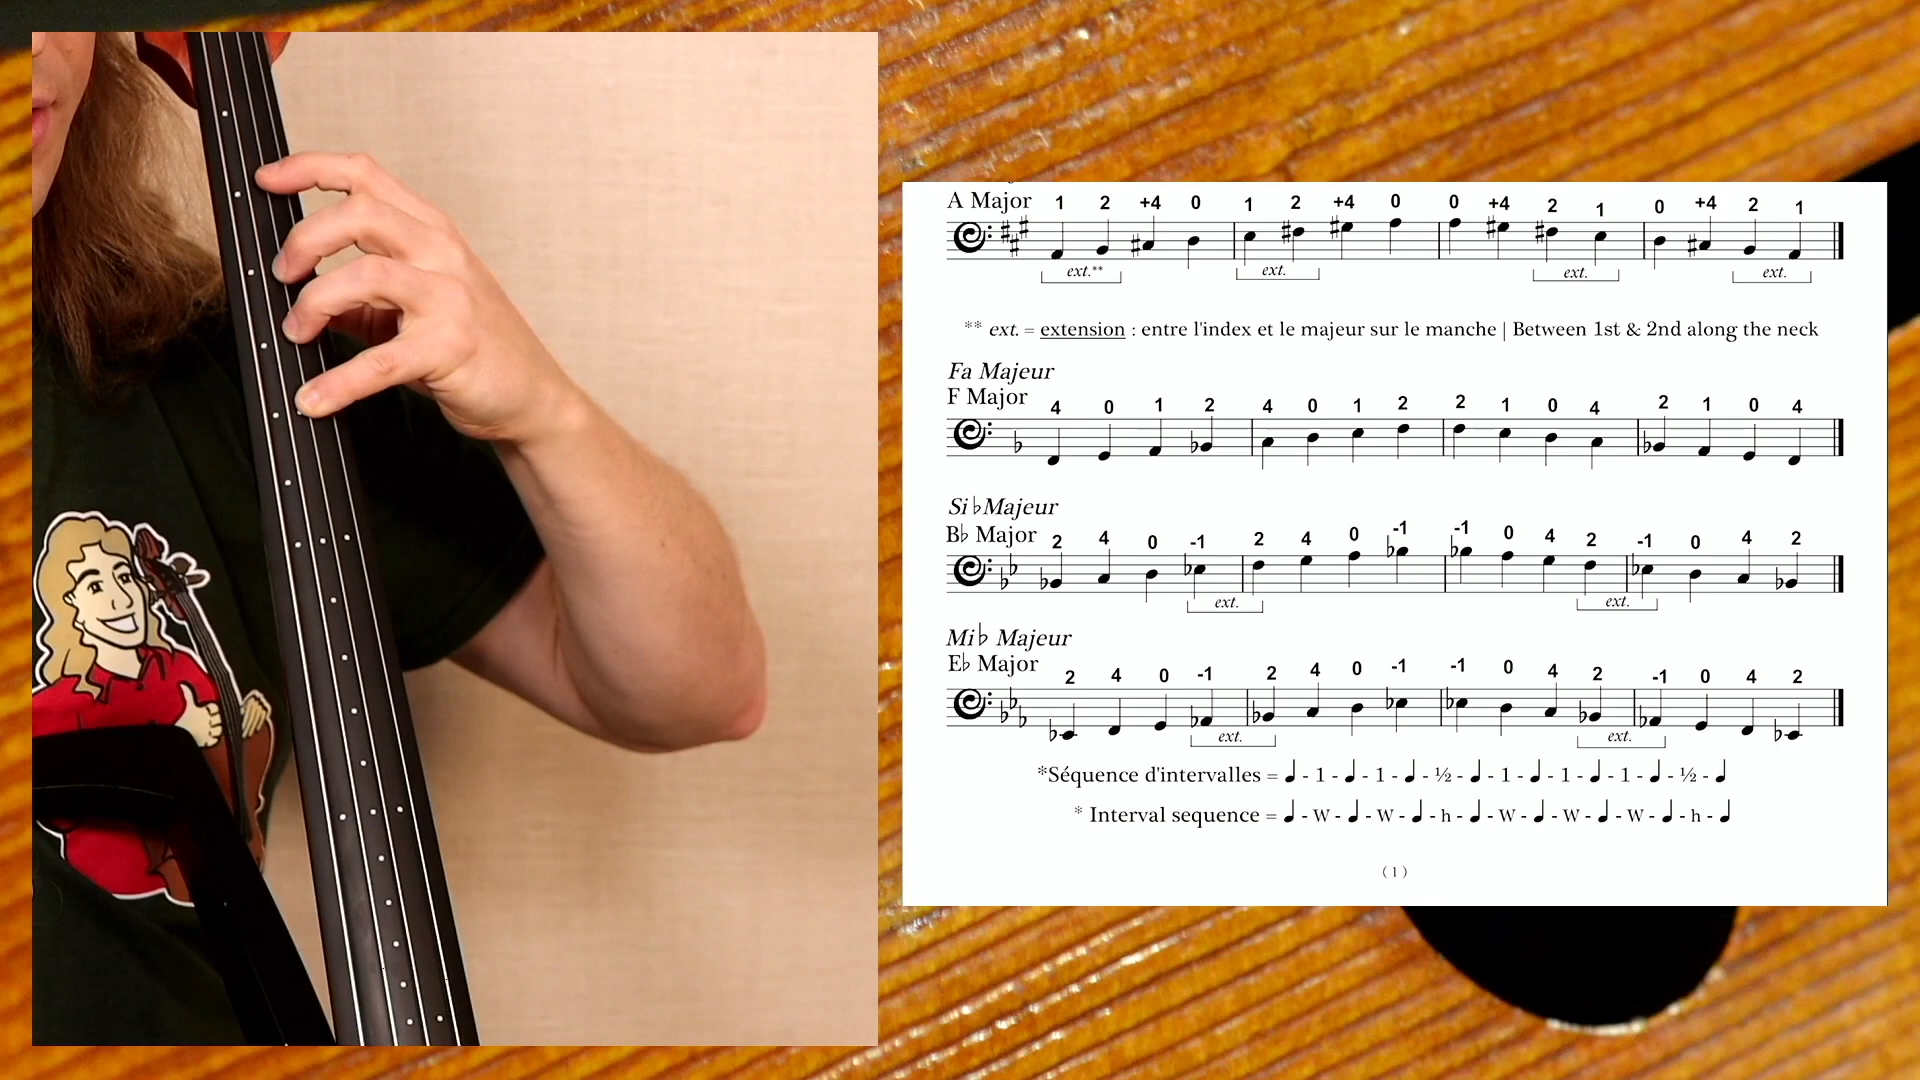 A Major 1 2 +4 0 1 2 +4 0 0 +4 2 1 0 +4 2 1
ext.** ext. ext. ext.
** ext. = extension : entre l'index et le majeur sur le manche | Between 1st & 2nd along the neck
Fa Majeur
F Major 4 0 1 2 4 0 1 2 2 1 0 4 2 1 0 4
Si♭Majeur
B♭ Major 2 4 0 -1 2 4 0 -1 -1 0 4 2 -1 0 4 2
ext. ext.
Mi♭ Majeur
E♭ Major 2 4 0 -1 2 4 0 -1 -1 0 4 2 -1 0 4 2
ext. ext.
*Séquence d'intervalles = ♩ - 1 - ♩ - 1 - ♩ - ½ - ♩ - 1 - ♩ - 1 - ♩ - 1 - ♩ - ½ - ♩
* Interval sequence = ♩ - W - ♩ - W - ♩ - h - ♩ - W - ♩ - W - ♩ - W - ♩ - h - ♩
( 1 )